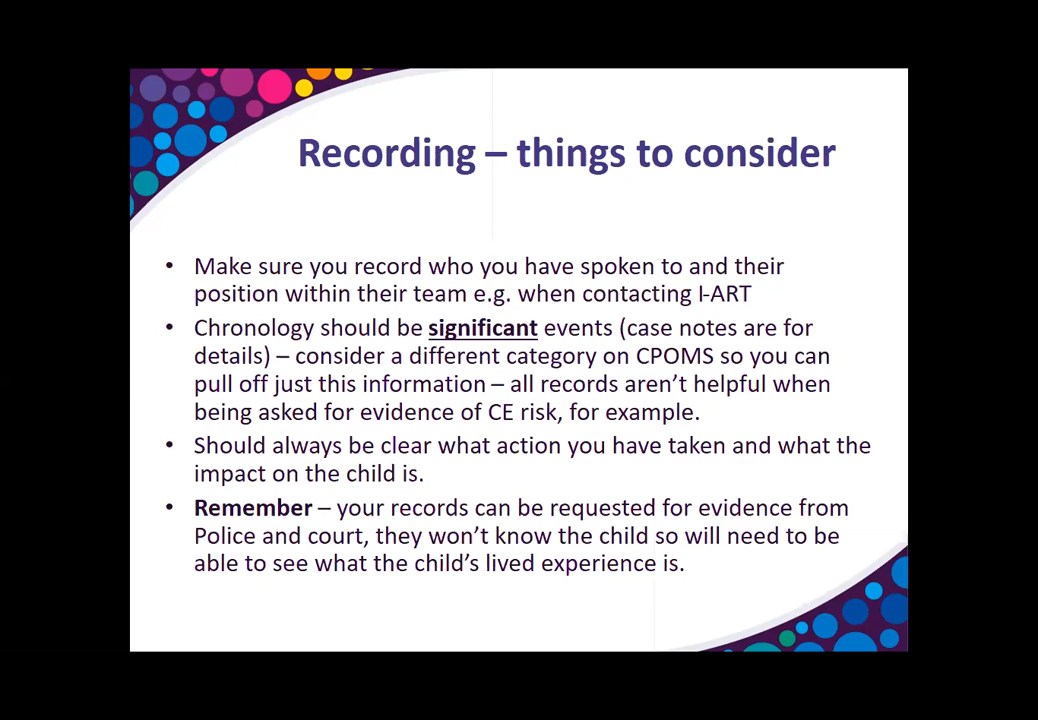 Recording – things to consider
• Make sure you record who you have spoken to and their
position within their team e.g. when contacting I-ART
• Chronology should be significant events (case notes are for
details) – consider a different category on CPOMS so you can
pull off just this information – all records aren't helpful when
being asked for evidence of CE risk, for example.
• Should always be clear what action you have taken and what the
impact on the child is.
• Remember – your records can be requested for evidence from
Police and court, they won't know the child so will need to be
able to see what the child's lived experience is.